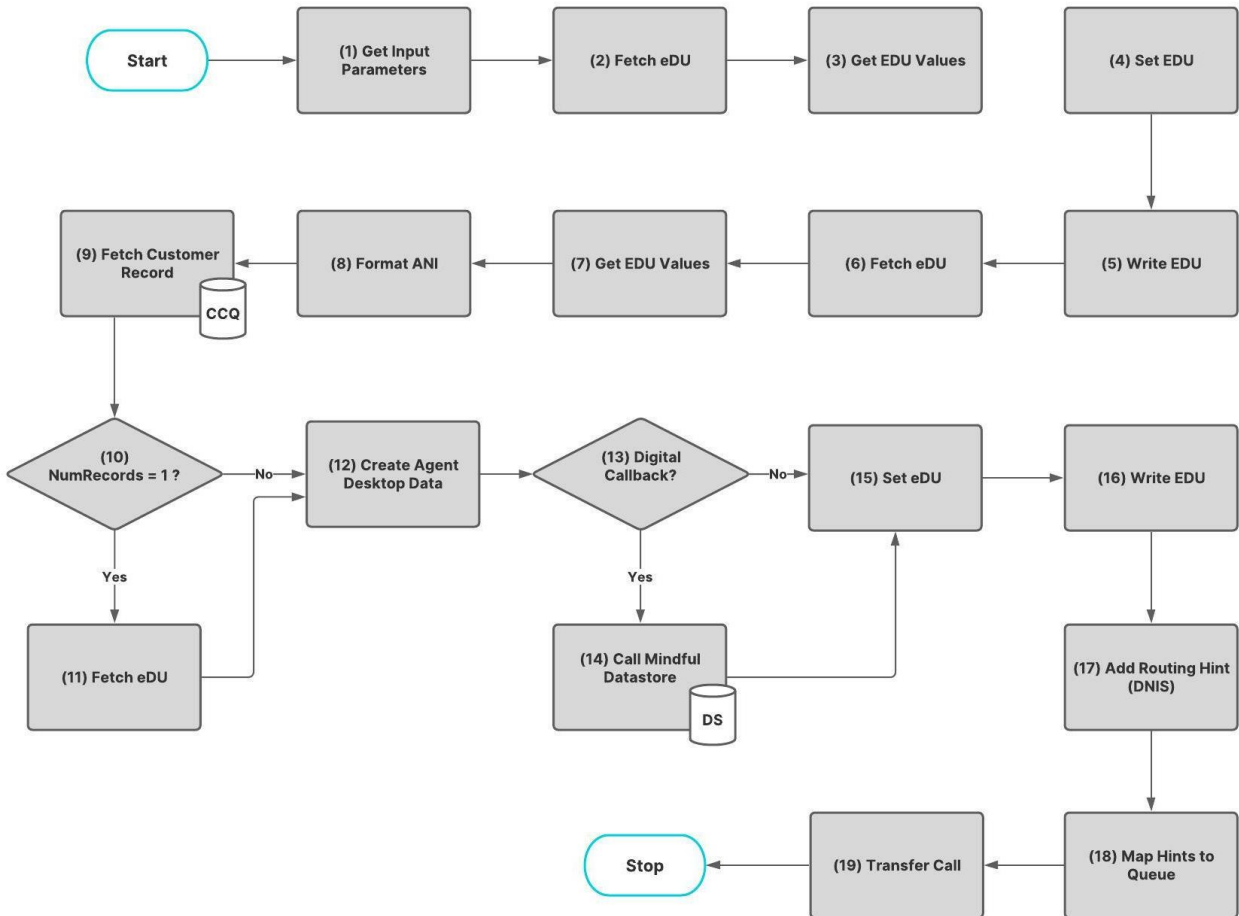 Start
(1) Get Input
Parameters
(2) Fetch eDU
(3) Get EDU Values
(4) Set EDU
(9) Fetch Customer
Record
CCQ
(8) Format ANI
(7) Get EDU Values
(6) Fetch eDU
(5) Write EDU
(10)
NumRecords = 1 ?
No
(12) Create Agent
Desktop Data
(13) Digital
Callback?
No
(15) Set eDU
(16) Write EDU
Yes
Yes
(11) Fetch eDU
(14) Call Mindful
Datastore
DS
(17) Add Routing Hint
(DNIS)
Stop
(19) Transfer Call
(18) Map Hints to
Queue